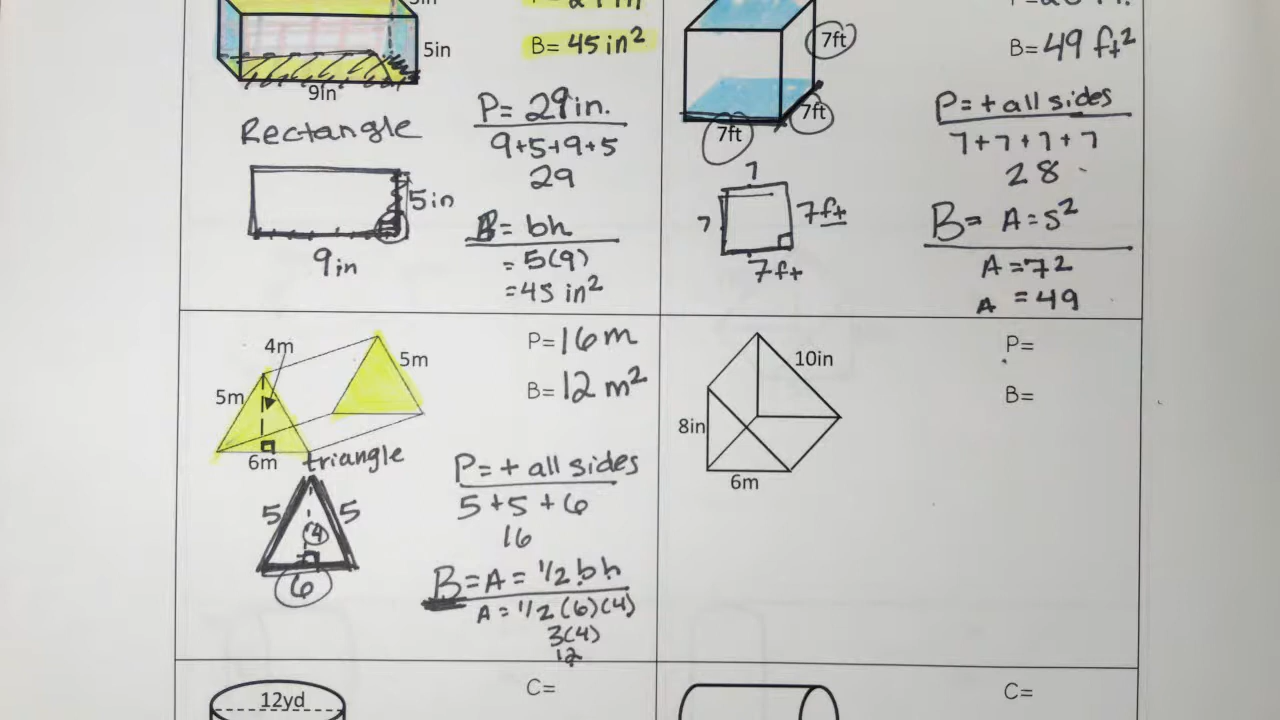 5in
B= 45 in²
9in
Rectangle
5in
9in
P= 29in.
9+5+9+5
29
B= bh
= 5(9)
=45 in²
7ft
7ft
7ft
B= 49 ft²
7
7
7ft
7ft
P= + all sides
7+7+7+7
28
B= A=s²
A=7²
A =49
4m
5m
5m
6m
triangle
5
5
4
6
P=16m
B=12 m²
P= + all sides
5+5+6
16
B=A= 1/2 bh
A= 1/2 (6)(4)
3(4)
12
10in
8in
6m
P=
B=
12yd
C=
C=